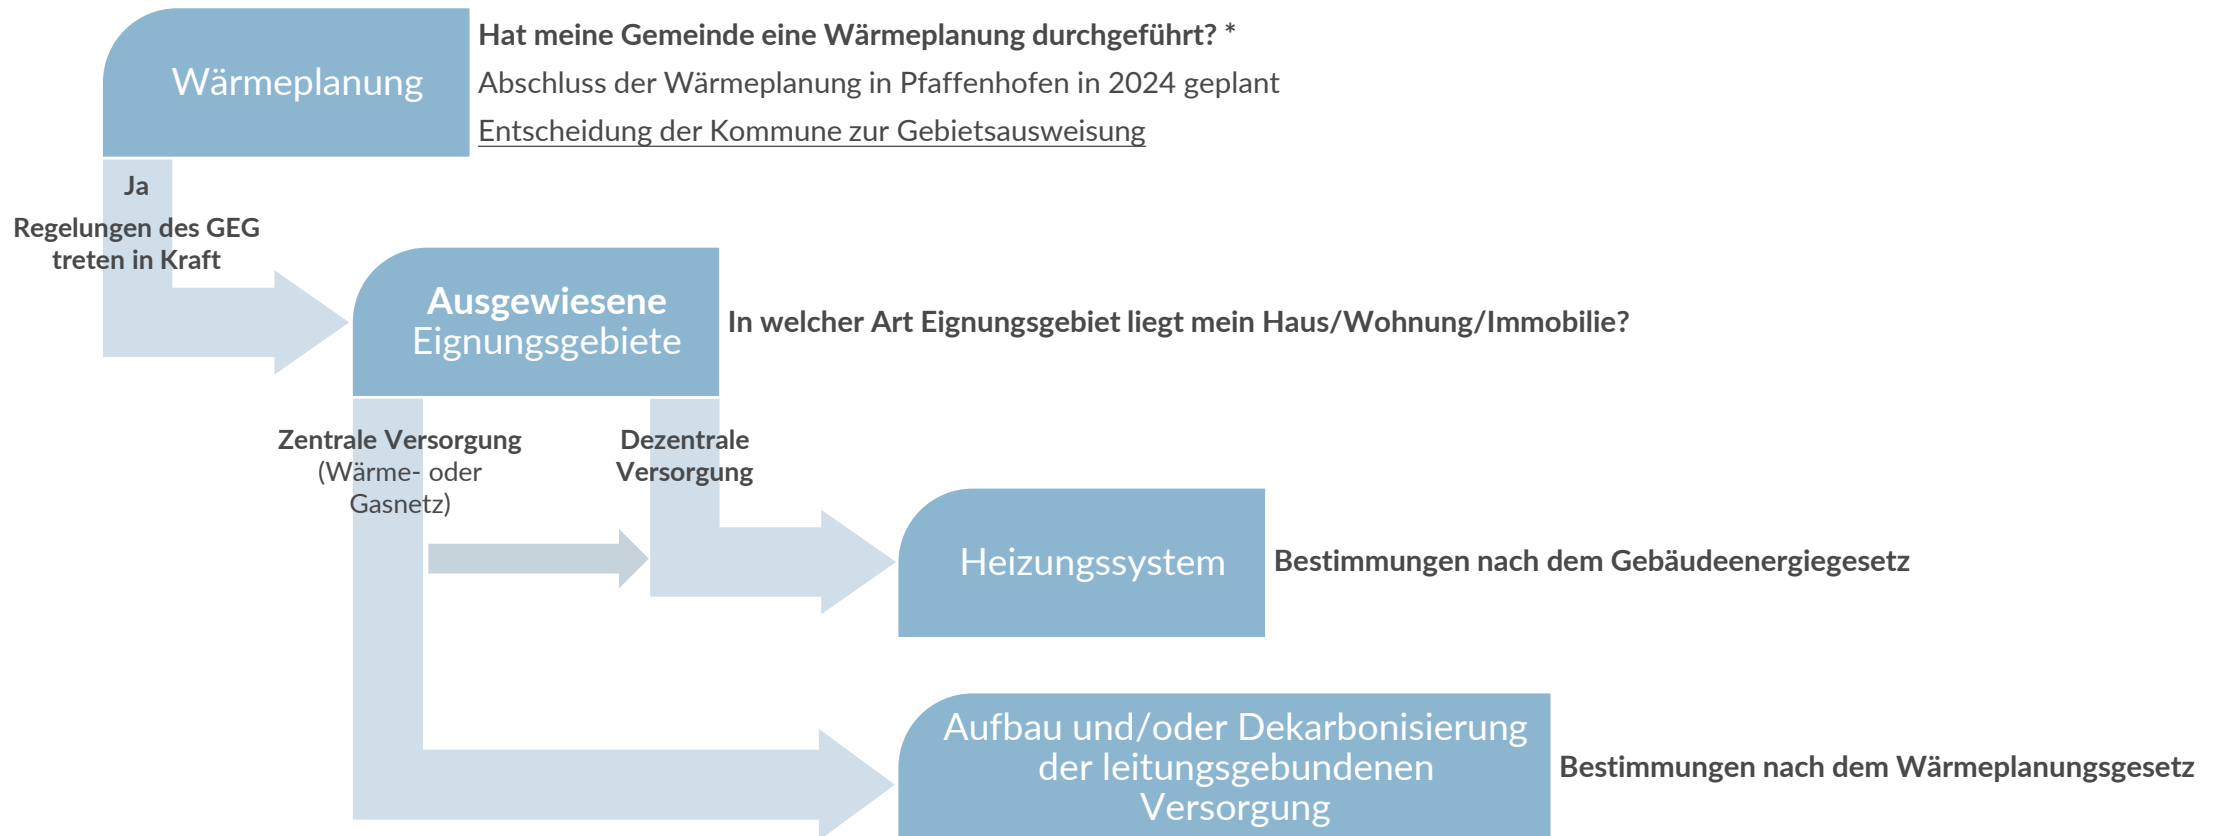 Wärmeplanung
Hat meine Gemeinde eine Wärmeplanung durchgeführt? *
Abschluss der Wärmeplanung in Pfaffenhofen in 2024 geplant
Entscheidung der Kommune zur Gebietsausweisung
Ja
Regelungen des GEG
treten in Kraft
Ausgewiesene
Eignungsgebiete
In welcher Art Eignungsgebiet liegt mein Haus/Wohnung/Immobilie?
Zentrale Versorgung
(Wärme- oder
Gasnetz)
Dezentrale
Versorgung
Heizungssystem
Bestimmungen nach dem Gebäudeenergiegesetz
Aufbau und/oder Dekarbonisierung
der leitungsgebundenen
Versorgung
Bestimmungen nach dem Wärmeplanungsgesetz